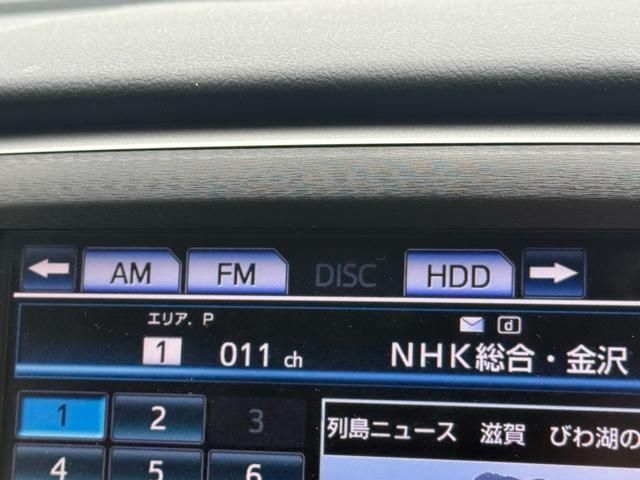 AM FM DISC HDD
エリア. P d
1 011 ch NHK総合・金沢
1 2 3 列島ニュース 滋賀 びわ湖の
4 5 6